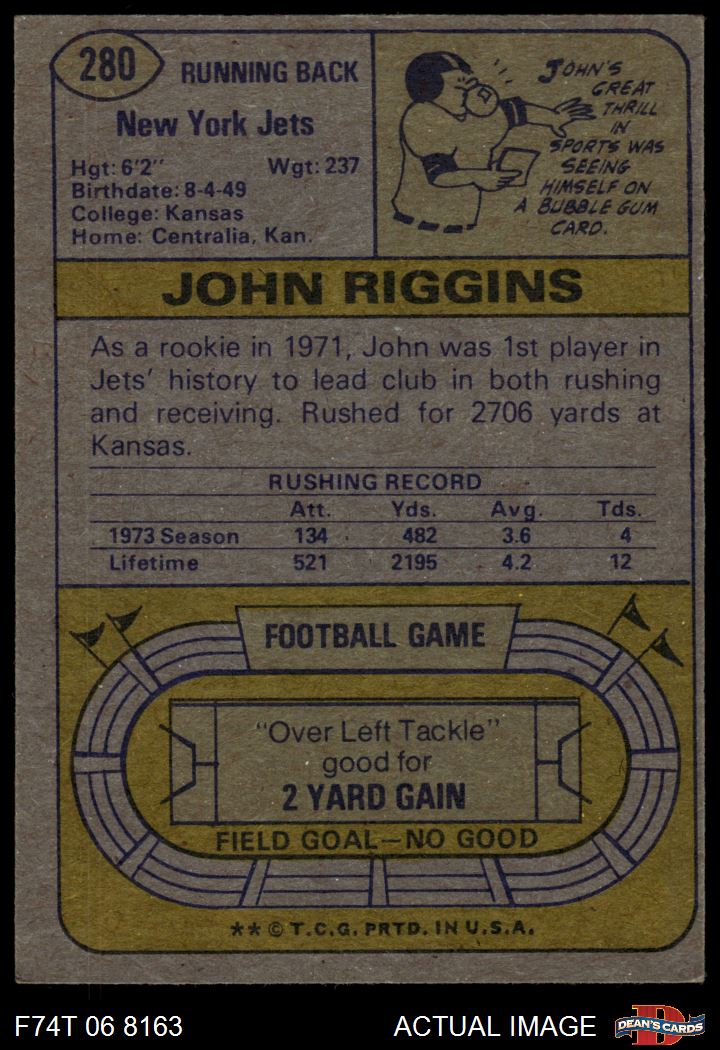 280
RUNNING BACK
New York Jets
Hgt: 6'2"  Wgt: 237
Birthdate: 8-4-49
College: Kansas
Home: Centralia, Kan.
JOHN'S
GREAT
THRILL
IN
SPORTS WAS
SEEING
HIMSELF ON
A BUBBLE GUM
CARD.
JOHN RIGGINS
As a rookie in 1971, John was 1st player in
Jets' history to lead club in both rushing
and receiving. Rushed for 2706 yards at
Kansas.
RUSHING RECORD
Att.  Yds.  Avg.  Tds.
1973 Season  134  482  3.6  4
Lifetime  521  2195  4.2  12
FOOTBALL GAME
"Over Left Tackle"
good for
2 YARD GAIN
FIELD GOAL—NO GOOD
** © T.C.G. PRTD. IN U.S.A.
F74T 06 8163  ACTUAL IMAGE  DEAN'S CARDS